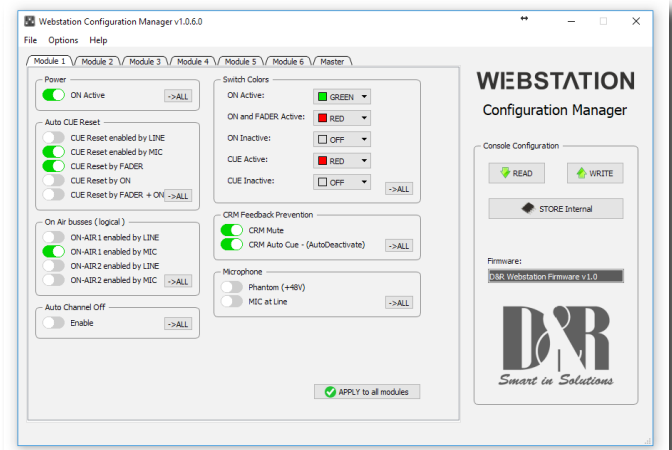 Webstation Configuration Manager v1.0.6.0
File Options Help
Module 1 Module 2 Module 3 Module 4 Module 5 Module 6 Master
Power
ON Active ->ALL
Auto CUE Reset
CUE Reset enabled by LINE
CUE Reset enabled by MIC
CUE Reset by FADER
CUE Reset by ON
CUE Reset by FADER + ON ->ALL
On Air busses ( logical )
ON-AIR1 enabled by LINE
ON-AIR1 enabled by MIC
ON-AIR2 enabled by LINE
ON-AIR2 enabled by MIC ->ALL
Auto Channel Off
Enable ->ALL
Switch Colors
ON Active: GREEN
ON and FADER Active: RED
ON Inactive: OFF
CUE Active: RED
CUE Inactive: OFF
->ALL
CRM Feedback Prevention
CRM Mute
CRM Auto Cue - (AutoDeactivate) ->ALL
Microphone
Phantom (+48V)
MIC at Line ->ALL
APPLY to all modules
WEBSTATION
Configuration Manager
Console Configuration
READ WRITE
STORE Internal
Firmware:
D&R Webstation Firmware v1.0
D&R
Smart in Solutions